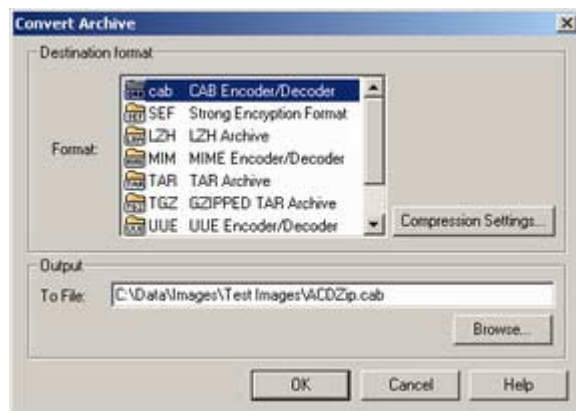 Convert Archive
Destination format
Format:
cab CAB Encoder/Decoder
SEF Strong Encryption Format
LZH LZH Archive
MIM MIME Encoder/Decoder
TAR TAR Archive
TGZ GZIPPED TAR Archive
UUE UUE Encoder/Decoder
Compression Settings...
Output
To File: C:\Data\Images\Test Images\ACDZip.cab
Browse...
OK Cancel Help